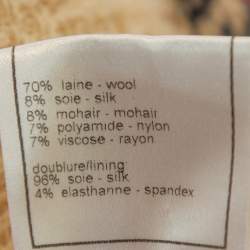 70% laine - wool
8% soie - silk
8% mohair - mohair
7% polyamide - nylon
7% viscose - rayon
doublure/lining:
96% soie - silk
4% elasthanne - spandex